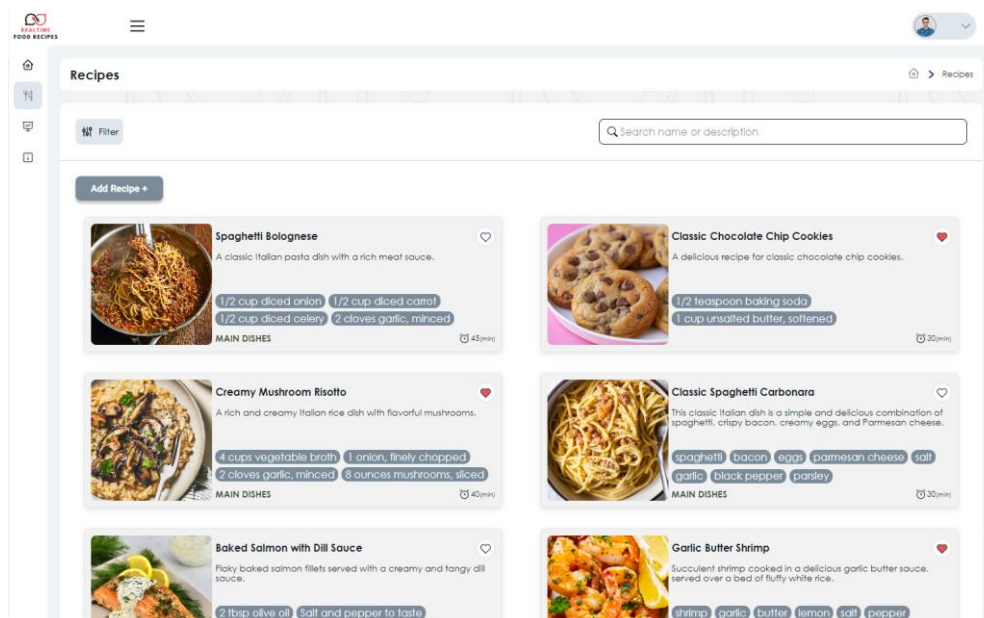 REALTIME
FOOD RECIPES
Recipes
Recipes
Filter
Search name or description
Add Recipe +
Spaghetti Bolognese
A classic Italian pasta dish with a rich meat sauce.
1/2 cup diced onion 1/2 cup diced carrot
1/2 cup diced celery 2 cloves garlic, minced
MAIN DISHES 45(min)
Classic Chocolate Chip Cookies
A delicious recipe for classic chocolate chip cookies.
1/2 teaspoon baking soda
1 cup unsalted butter, softened
30(min)
Creamy Mushroom Risotto
A rich and creamy Italian rice dish with flavorful mushrooms.
4 cups vegetable broth 1 onion, finely chopped
2 cloves garlic, minced 8 ounces mushrooms, sliced
MAIN DISHES 40(min)
Classic Spaghetti Carbonara
This classic Italian dish is a simple and delicious combination of
spaghetti, crispy bacon, creamy eggs, and Parmesan cheese.
spaghetti bacon eggs parmesan cheese salt
garlic black pepper parsley
MAIN DISHES 30(min)
Baked Salmon with Dill Sauce
Flaky baked salmon fillets served with a creamy and tangy dill
sauce.
2 tbsp olive oil Salt and pepper to taste
Garlic Butter Shrimp
Succulent shrimp cooked in a delicious garlic butter sauce,
served over a bed of fluffy white rice.
shrimp garlic butter lemon salt pepper